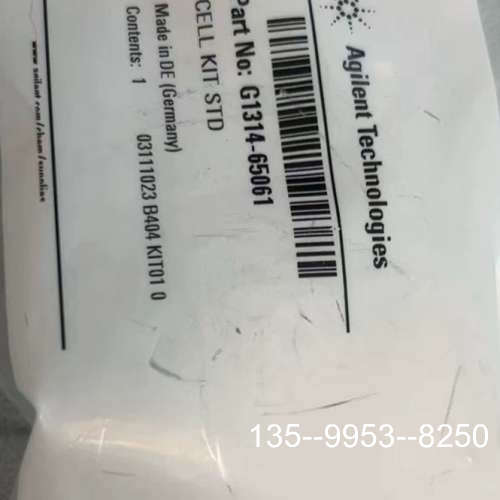 Agilent Technologies
Part No: G1314-65061
CELL KIT STD
Made in DE (Germany)
Contents: 1
03111023 B404 KIT01 0
135--9953--8250